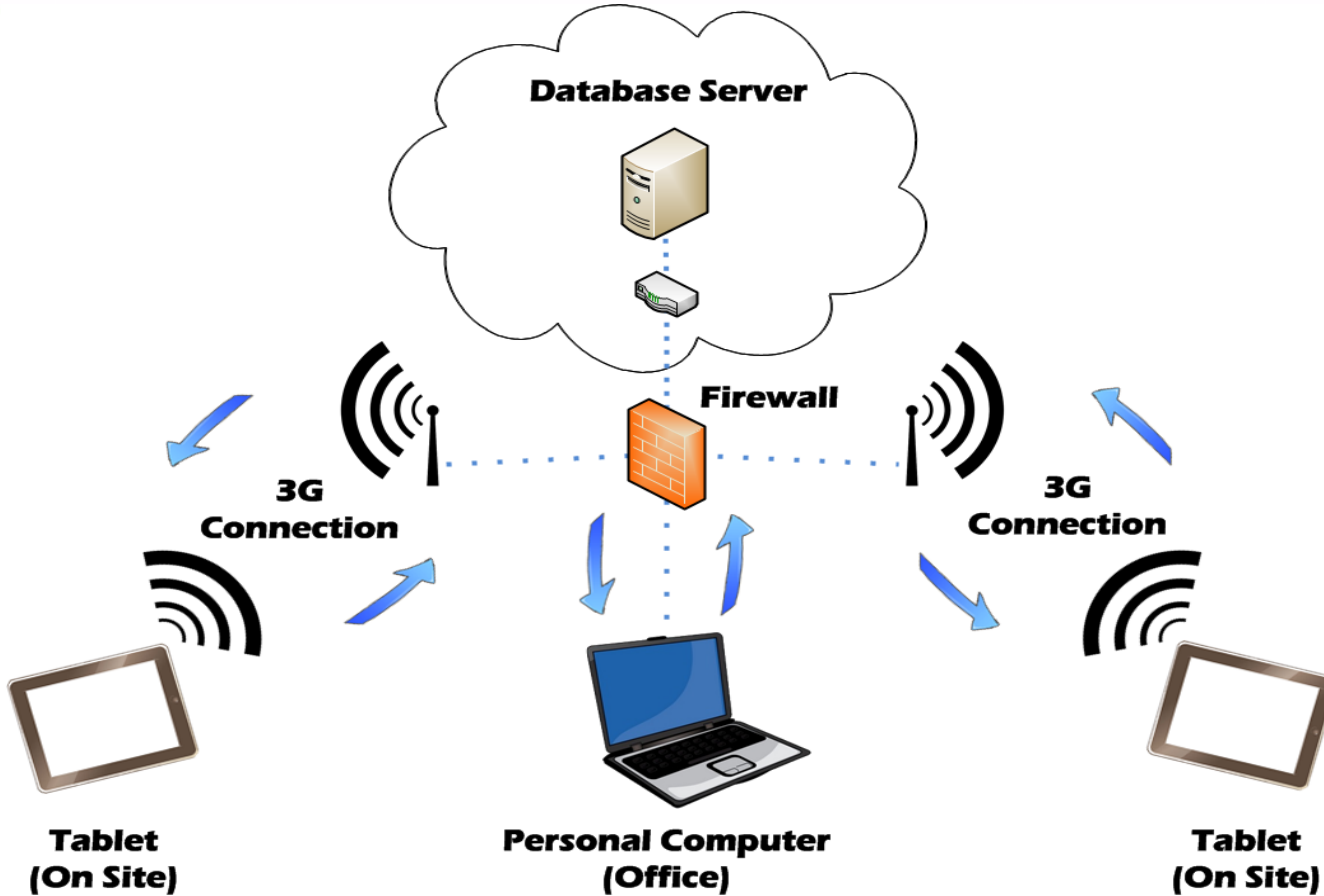 Database Server
Firewall
3G
Connection
3G
Connection
Tablet
(On Site)
Personal Computer
(Office)
Tablet
(On Site)